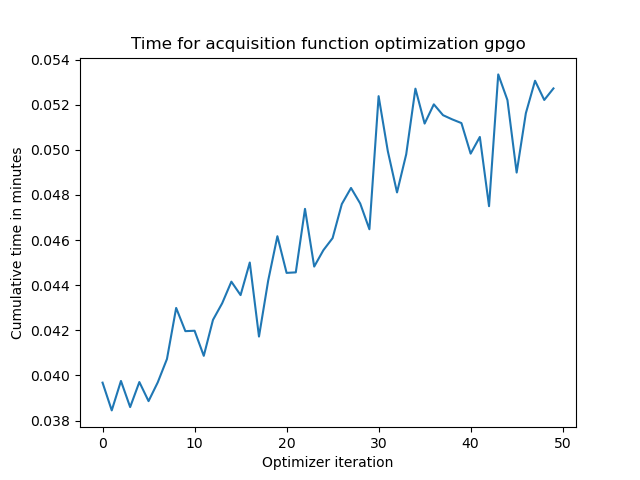 Time for acquisition function optimization gpgo
0.054
0.052
0.050
0.048
0.046
0.044
0.042
0.040
0.038
Cumulative time in minutes
0 10 20 30 40 50
Optimizer iteration